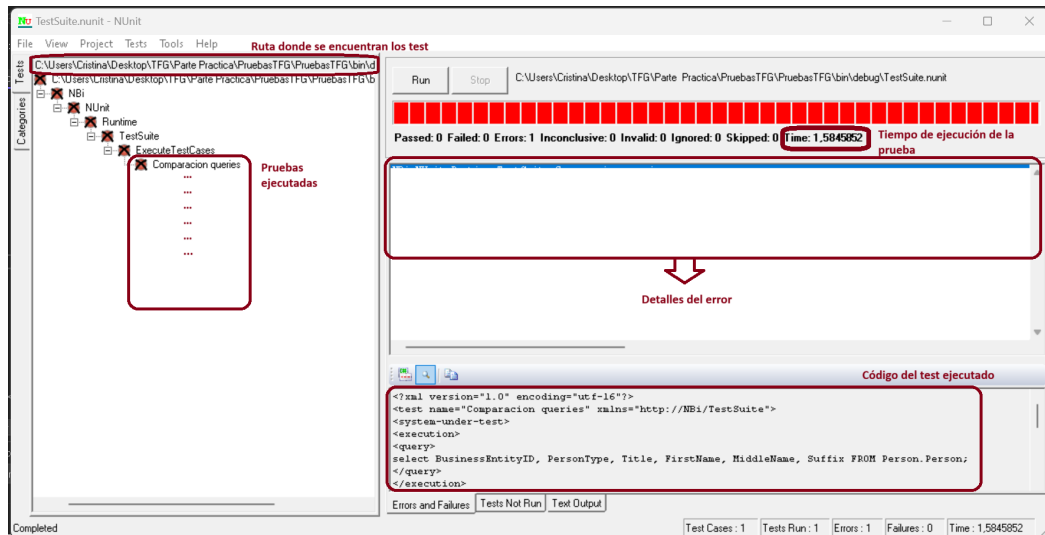 TestSuite.nunit - NUnit
File View Project Tests Tools Help
Ruta donde se encuentran los test
Tests
Categories
C:\Users\Cristina\Desktop\TFG\Parte Practica\PruebasTFG\PruebasTFG\bin\d
C:\Users\Cristina\Desktop\TFG\Parte Practica\PruebasTFG\PruebasTFG\b
NBi
NUnit
Runtime
TestSuite
ExecuteTestCases
Comparacion queries
...
...
...
...
...
...
Pruebas
ejecutadas
Run Stop C:\Users\Cristina\Desktop\TFG\Parte Practica\PruebasTFG\PruebasTFG\bin\debug\TestSuite.nunit
Passed: 0 Failed: 0 Errors: 1 Inconclusive: 0 Invalid: 0 Ignored: 0 Skipped: 0 Time: 1,5845852
Tiempo de ejecución de la
prueba
Detalles del error
Código del test ejecutado
<?xml version="1.0" encoding="utf-16"?>
<test name="Comparacion queries" xmlns="http://NBi/TestSuite">
<system-under-test>
<execution>
<query>
select BusinessEntityID, PersonType, Title, FirstName, MiddleName, Suffix FROM Person.Person;
</query>
</execution>
Errors and Failures Tests Not Run Text Output
Completed Test Cases : 1 Tests Run : 1 Errors : 1 Failures : 0 Time : 1,5845852